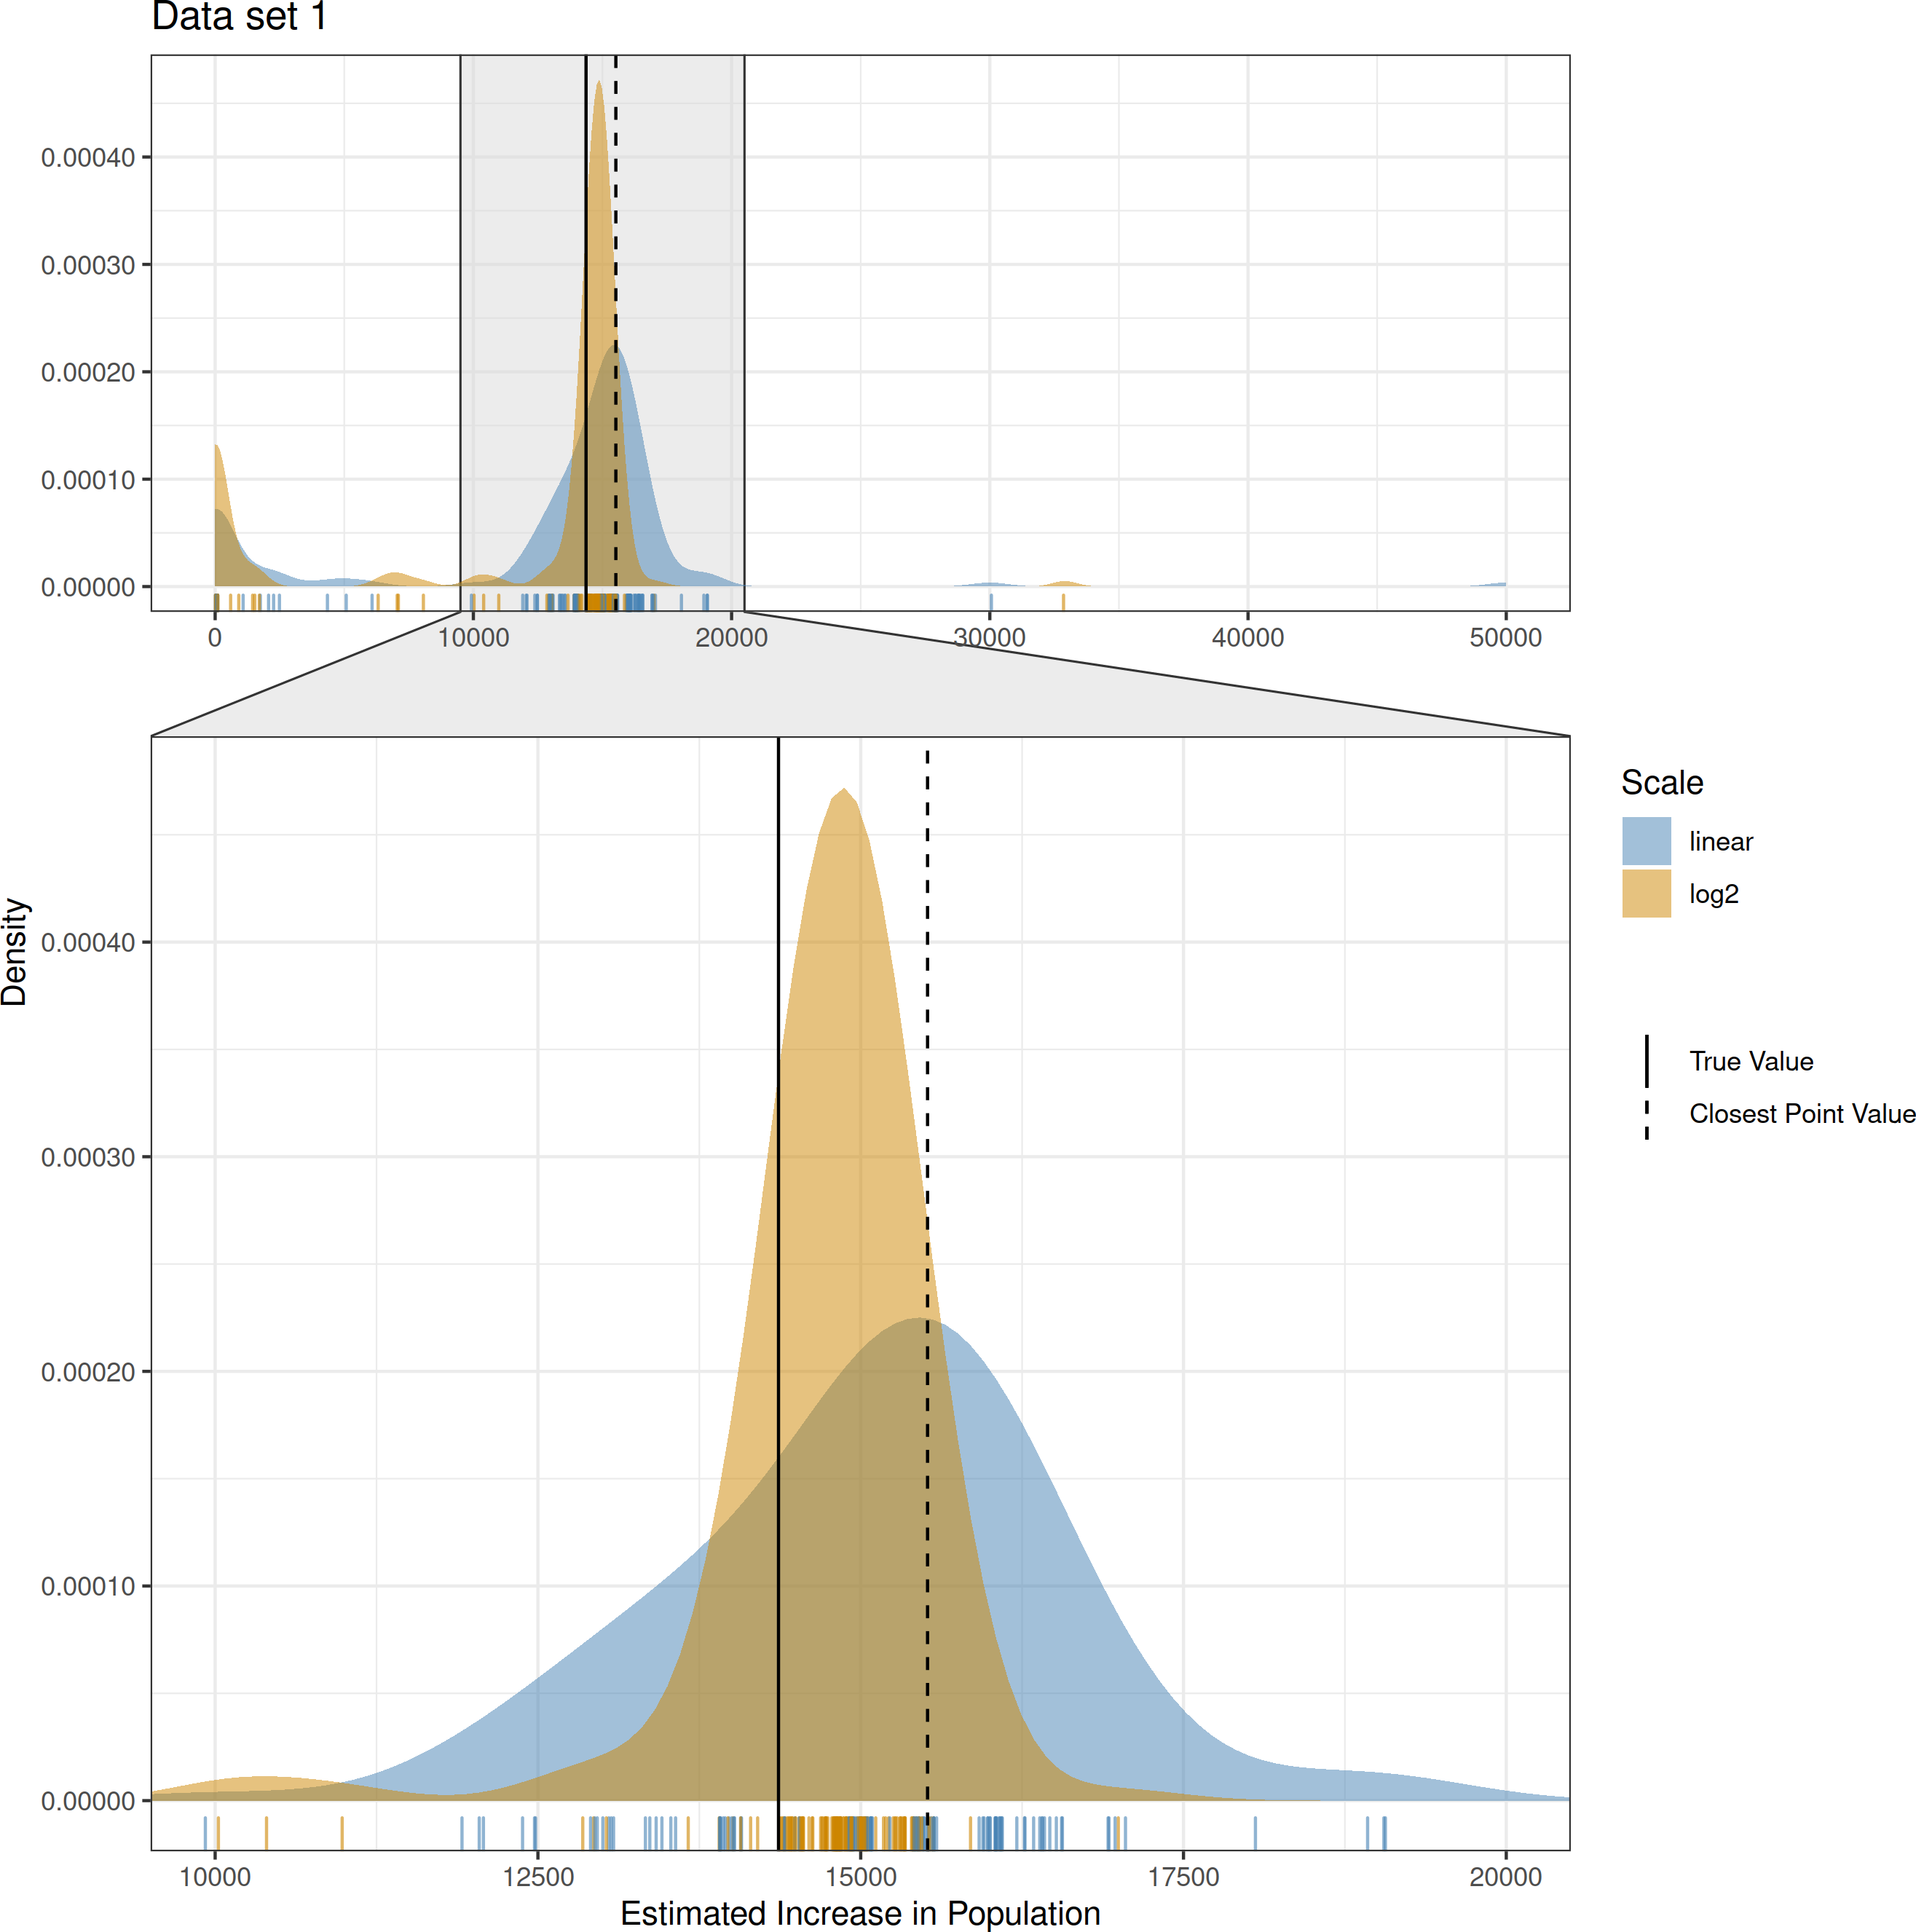 Data set 1
0.00040
0.00030
0.00020
0.00010
0.00000
0 10000 20000 30000 40000 50000
Density
0.00040
0.00030
0.00020
0.00010
0.00000
10000 12500 15000 17500 20000
Estimated Increase in Population
Scale
linear
log2
True Value
Closest Point Value